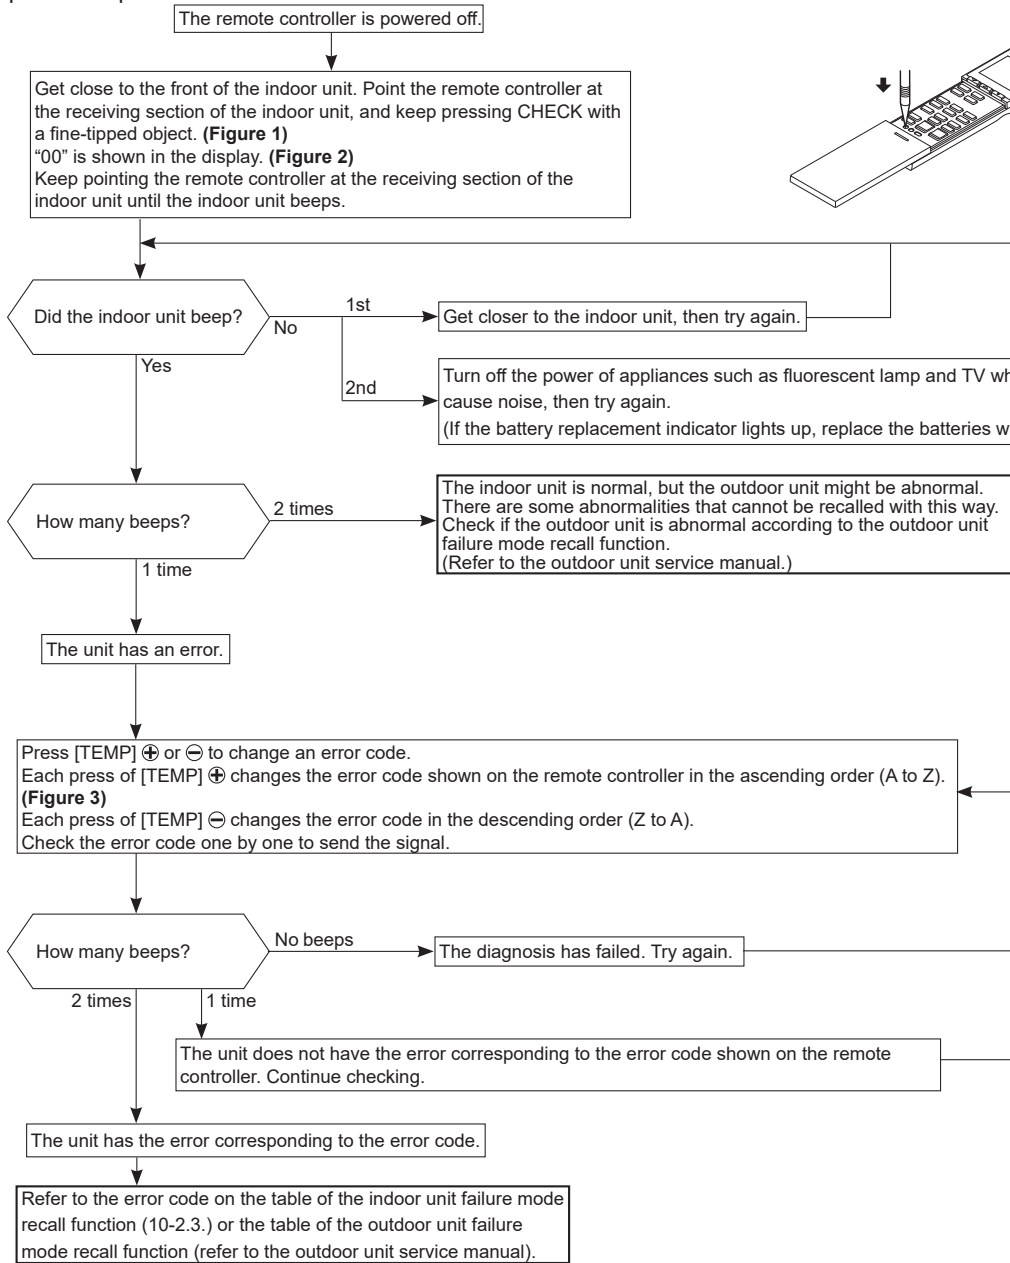 The remote controller is powered off.
Get close to the front of the indoor unit. Point the remote controller at
the receiving section of the indoor unit, and keep pressing CHECK with
a fine-tipped object. (Figure 1)
“00” is shown in the display. (Figure 2)
Keep pointing the remote controller at the receiving section of the
indoor unit until the indoor unit beeps.
Did the indoor unit beep?
No
1st
Get closer to the indoor unit, then try again.
Yes
2nd
Turn off the power of appliances such as fluorescent lamp and TV
cause noise, then try again.
(If the battery replacement indicator lights up, replace the batteries
How many beeps?
2 times
The indoor unit is normal, but the outdoor unit might be abnormal.
There are some abnormalities that cannot be recalled with this way.
Check if the outdoor unit is abnormal according to the outdoor unit
failure mode recall function.
(Refer to the outdoor unit service manual.)
1 time
The unit has an error.
Press [TEMP] ⊕ or ⊖ to change an error code.
Each press of [TEMP] ⊕ changes the error code shown on the remote controller in the ascending order (A to Z).
(Figure 3)
Each press of [TEMP] ⊖ changes the error code in the descending order (Z to A).
Check the error code one by one to send the signal.
How many beeps?
No beeps
The diagnosis has failed. Try again.
2 times
1 time
The unit does not have the error corresponding to the error code shown on the remote
controller. Continue checking.
The unit has the error corresponding to the error code.
Refer to the error code on the table of the indoor unit failure mode
recall function (10-2.3.) or the table of the outdoor unit failure
mode recall function (refer to the outdoor unit service manual).